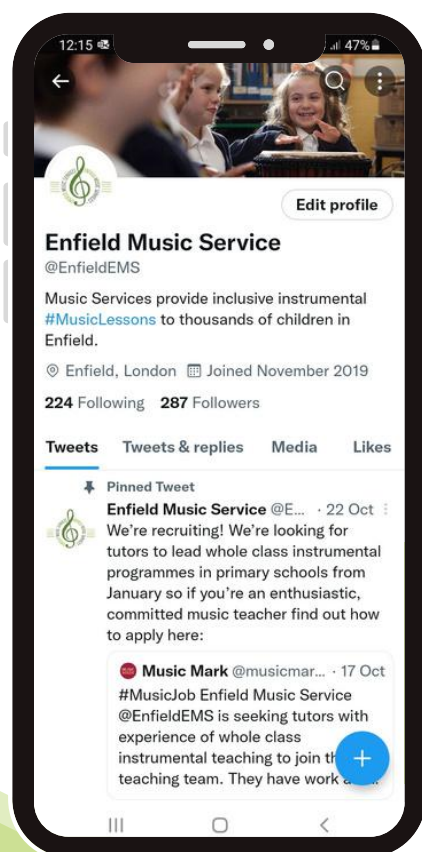 12:15
47%
Edit profile
Enfield Music Service
@EnfieldEMS
Music Services provide inclusive instrumental
#MusicLessons to thousands of children in
Enfield.
Enfield, London Joined November 2019
224 Following 287 Followers
Tweets Tweets & replies Media Likes
Pinned Tweet
Enfield Music Service @E... · 22 Oct
We're recruiting! We're looking for
tutors to lead whole class instrumental
programmes in primary schools from
January so if you're an enthusiastic,
committed music teacher find out how
to apply here:
Music Mark @musicmar... · 17 Oct
#MusicJob Enfield Music Service
@EnfieldEMS is seeking tutors with
experience of whole class
instrumental teaching to join
teaching team. They have work